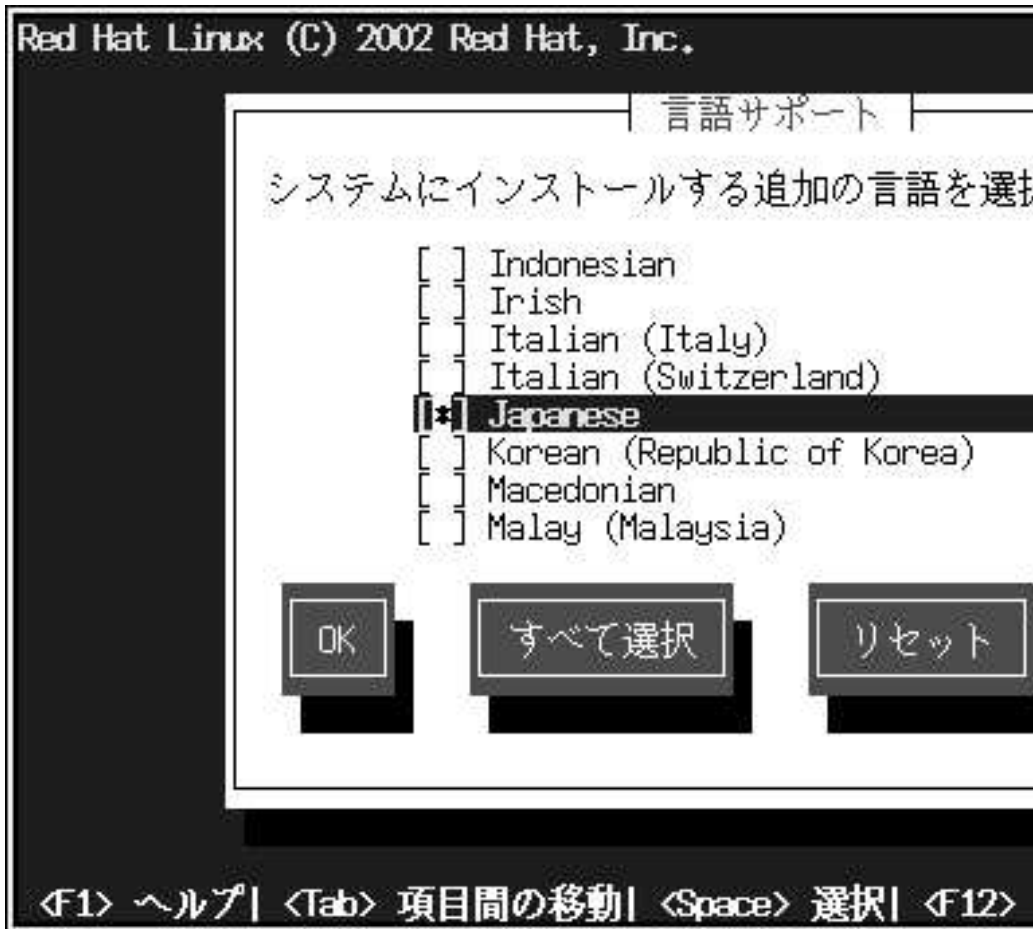 Red Hat Linux (C) 2002 Red Hat, Inc.
言語サポート
システムにインストールする追加の言語を選択
[ ] Indonesian
[ ] Irish
[ ] Italian (Italy)
[ ] Italian (Switzerland)
[*] Japanese
[ ] Korean (Republic of Korea)
[ ] Macedonian
[ ] Malay (Malaysia)
OK すべて選択 リセット
<F1> ヘルプ| <Tab> 項目間の移動| <Space> 選択| <F12>